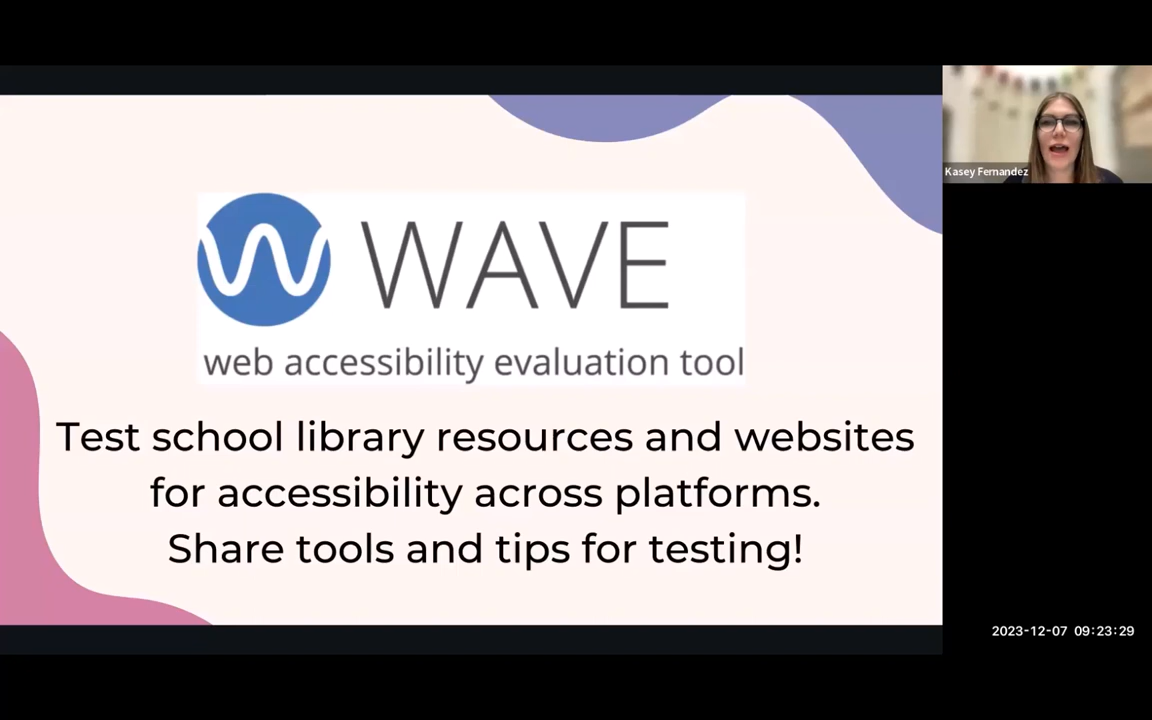 WAVE
web accessibility evaluation tool
Test school library resources and websites
for accessibility across platforms.
Share tools and tips for testing!
Kasey Fernandez
2023-12-07 09:23:29